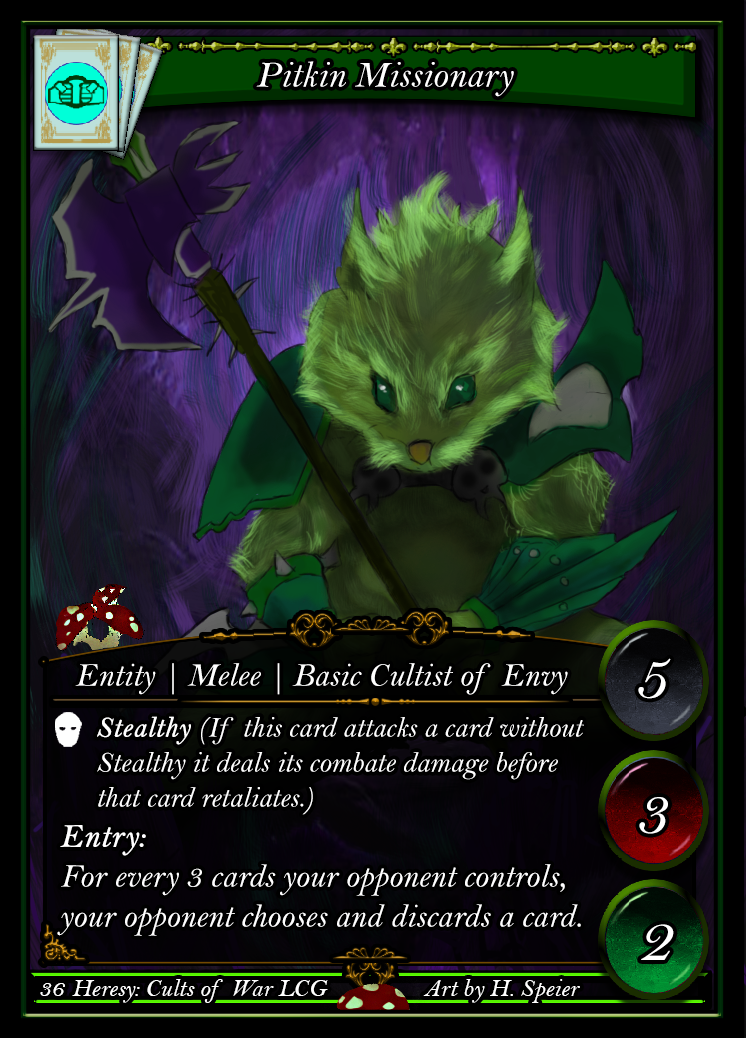 Pitkin Missionary
Entity | Melee | Basic Cultist of Envy
5
Stealthy (If this card attacks a card without
Stealthy it deals its combate damage before
that card retaliates.)
3
Entry:
For every 3 cards your opponent controls,
your opponent chooses and discards a card.
2
36 Heresy: Cults of War LCG
Art by H. Speier